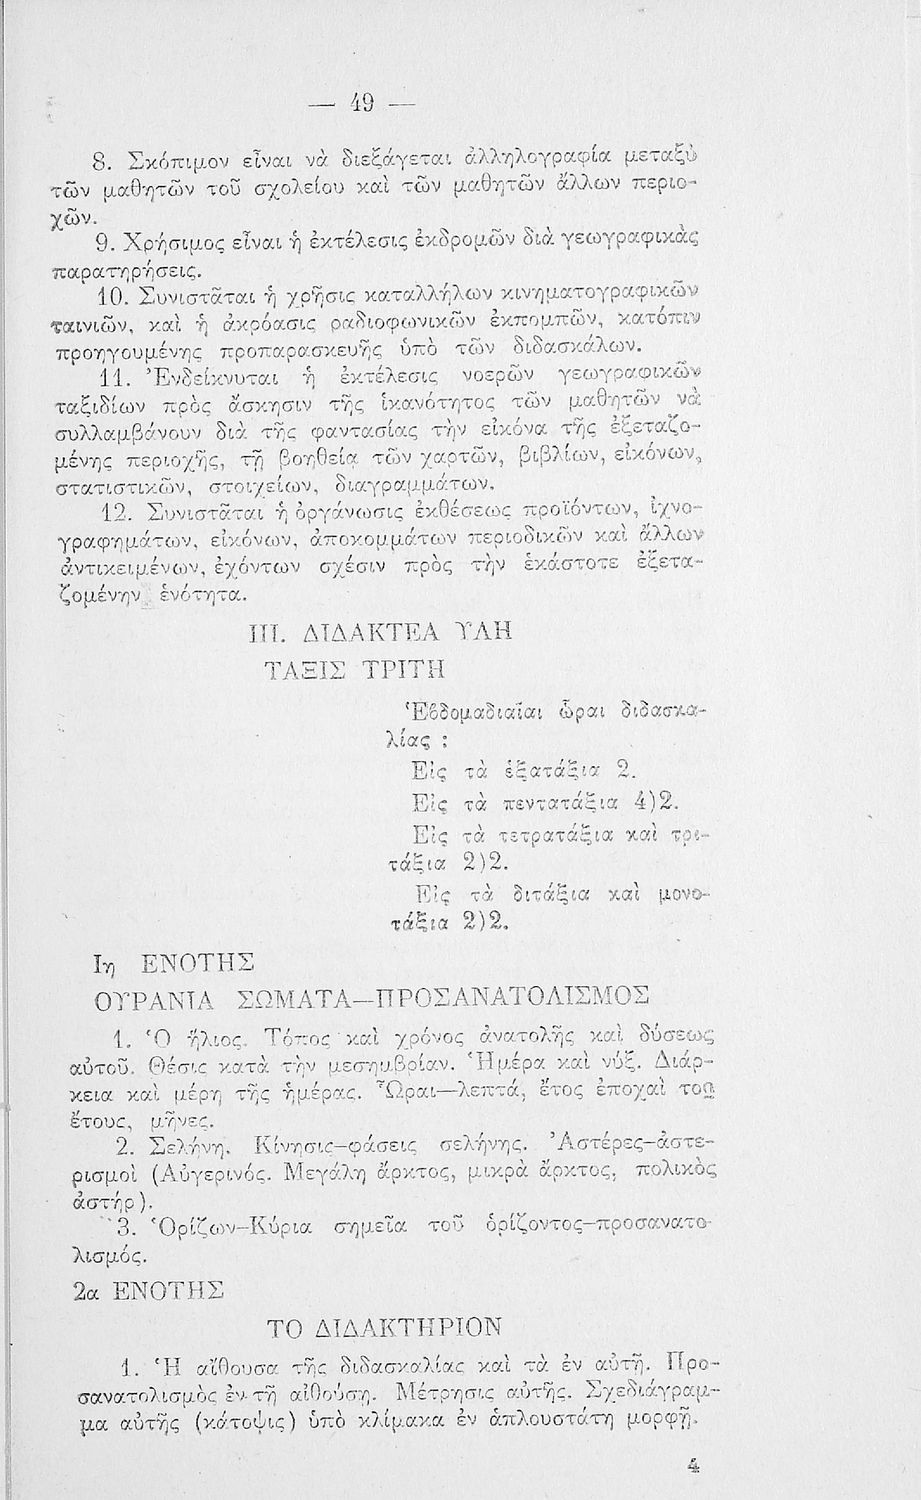 — 49 —
8. Σκόπιμον εἶναι νὰ διεξάγεται ἀλληλογραφία μεταξὺ
τῶν μαθητῶν τοῦ σχολείου καὶ τῶν μαθητῶν ἄλλων περιο-
χῶν.
9. Χρήσιμος εἶναι ἡ ἐκτέλεσις ἐκδρομῶν διὰ γεωγραφικὰς
παρατηρήσεις.
10. Συνιστᾶται ἡ χρῆσις καταλλήλων κινηματογραφικῶν
ταινιῶν, καὶ ἡ ἀκρόασις ραδιοφωνικῶν ἐκπομπῶν, κατόπιν
προηγουμένης προπαρασκευῆς ὑπὸ τῶν διδασκάλων.
11. Ἐνδείκνυται ἡ ἐκτέλεσις νοερῶν γεωγραφικῶν
ταξιδίων πρὸς ἄσκησιν τῆς ἱκανότητος τῶν μαθητῶν νὰ
συλλαμβάνουν διὰ τῆς φαντασίας τὴν εἰκόνα τῆς ἐξεταζο-
μένης περιοχῆς, τῇ βοηθείᾳ τῶν χαρτῶν, βιβλίων, εἰκόνων,
στατιστικῶν, στοιχείων, διαγραμμάτων.
12. Συνιστᾶται ἡ ὀργάνωσις ἐκθέσεως προϊόντων, ἰχνο-
γραφημάτων, εἰκόνων, ἀποκομμάτων περιοδικῶν καὶ ἄλλων
ἀντικειμένων, ἐχόντων σχέσιν πρὸς τὴν ἑκάστοτε ἐξετα-
ζομένην ἑνότητα.
III. ΔΙΔΑΚΤΕΑ ΥΛΗ
ΤΑΞΙΣ ΤΡΙΤΗ
Ἑβδομαδιαῖαι ὧραι διδασκα-
λίας :
Εἰς τὰ ἑξατάξια 2.
Εἰς τὰ πεντατάξια 4)2.
Εἰς τὰ τετρατάξια καὶ τρι-
τάξια 2)2.
Εἰς τὰ διτάξια καὶ μονο-
τάξια 2)2.
Iη ΕΝΟΤΗΣ
ΟΥΡΑΝΙΑ ΣΩΜΑΤΑ—ΠΡΟΣΑΝΑΤΟΛΙΣΜΟΣ
1. Ὁ ἥλιος. Τόπος καὶ χρόνος ἀνατολῆς καὶ δύσεως
αὐτοῦ. Θέσις κατὰ τὴν μεσημβρίαν. Ἡμέρα καὶ νύξ. Διάρ-
κεια καὶ μέρη τῆς ἡμέρας. Ὧραι—λεπτά, ἔτος ἐποχαὶ τοῦ
ἔτους, μῆνες.
2. Σελήνη. Κίνησις—φάσεις σελήνης. Ἀστέρες—ἀστε-
ρισμοὶ (Αὐγερινός. Μεγάλη ἄρκτος, μικρὰ ἄρκτος, πολικὸς
ἀστήρ).
3. Ὁρίζων—Κύρια σημεῖα τοῦ ὁρίζοντος—προσανατο-
λισμός.
2α ΕΝΟΤΗΣ
ΤΟ ΔΙΔΑΚΤΗΡΙΟΝ
1. Ἡ αἴθουσα τῆς διδασκαλίας καὶ τὰ ἐν αὐτῇ. Προ-
σανατολισμὸς ἐν τῇ αἰθούσῃ. Μέτρησις αὐτῆς. Σχεδιάγραμ-
μα αὐτῆς (κάτοψις) ὑπὸ κλίμακα ἐν ἁπλουστάτῃ μορφῇ.
4